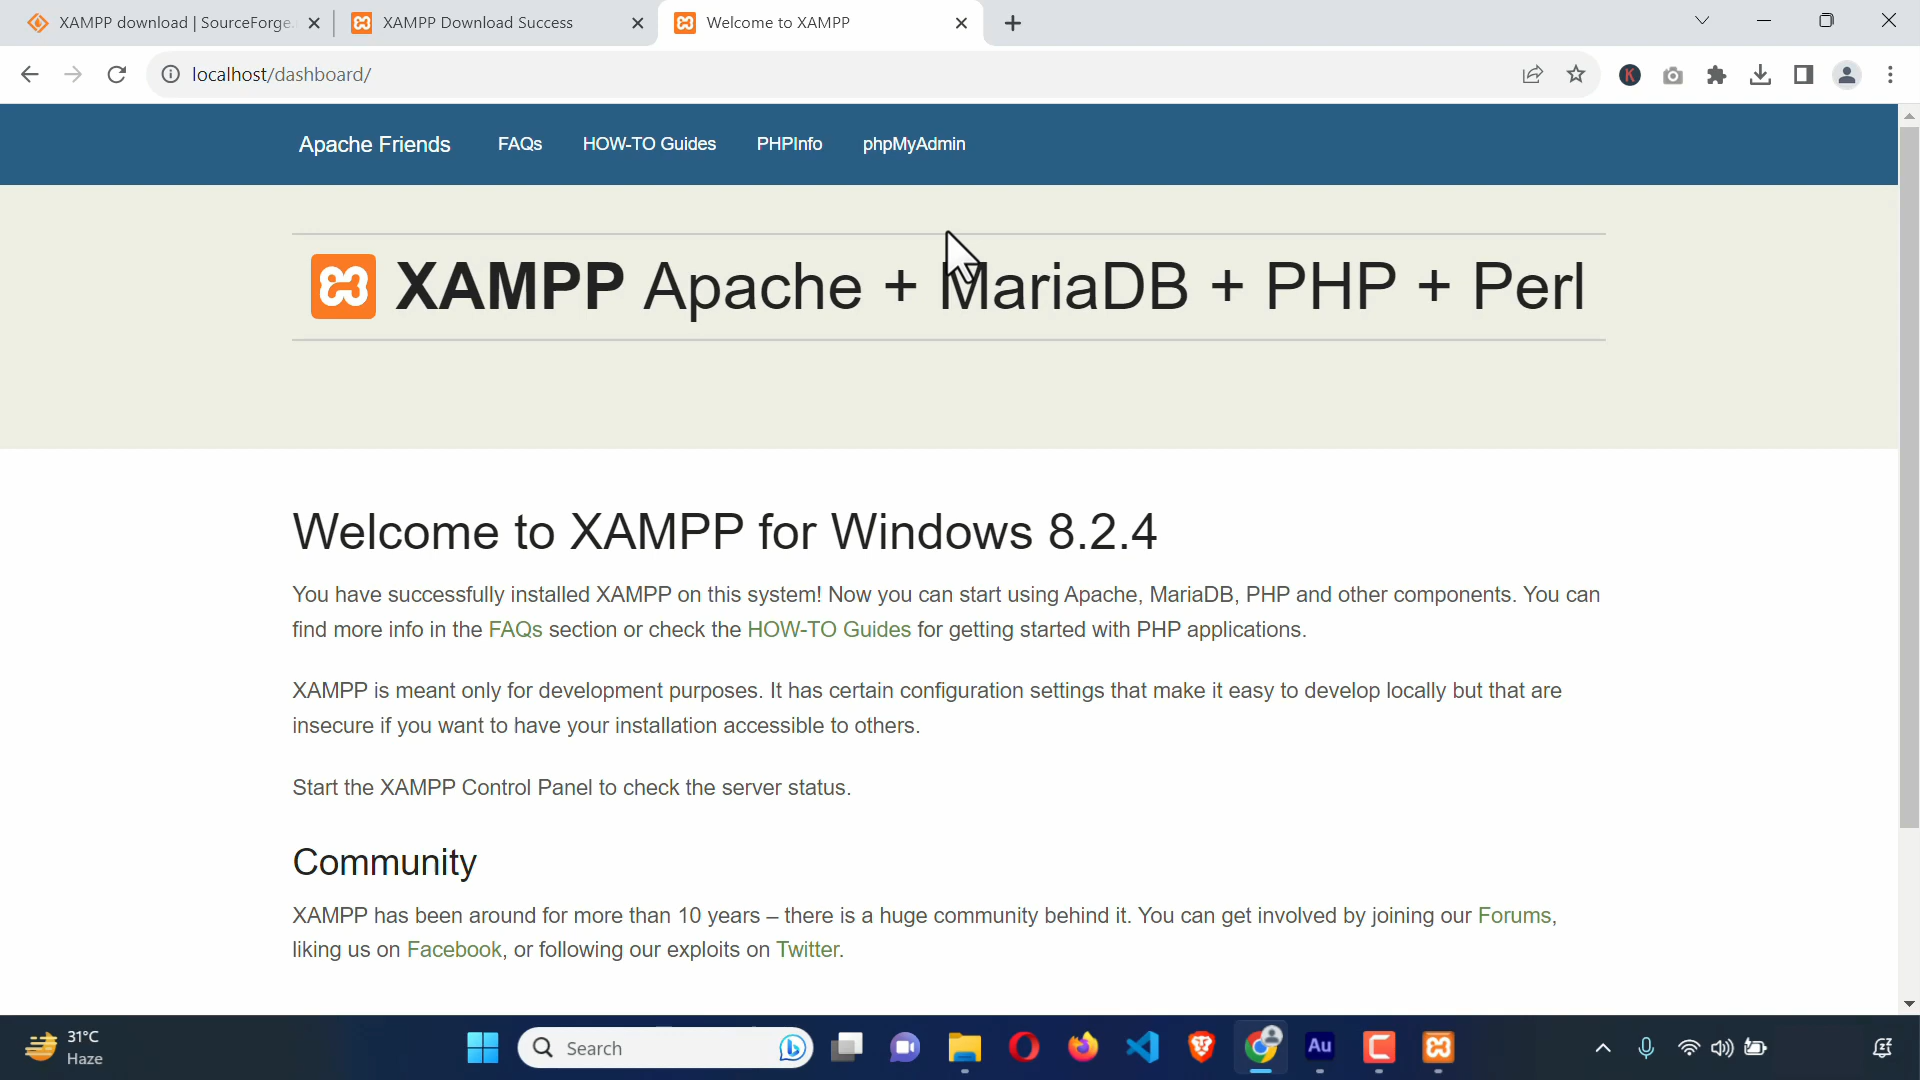 XAMPP download | SourceForge.
XAMPP Download Success
Welcome to XAMPP
localhost/dashboard/
K
Apache Friends
FAQs
HOW-TO Guides
PHPInfo
phpMyAdmin
XAMPP Apache + MariaDB + PHP + Perl
Welcome to XAMPP for Windows 8.2.4
You have successfully installed XAMPP on this system! Now you can start using Apache, MariaDB, PHP and other components. You can
find more info in the FAQs section or check the HOW-TO Guides for getting started with PHP applications.
XAMPP is meant only for development purposes. It has certain configuration settings that make it easy to develop locally but that are
insecure if you want to have your installation accessible to others.
Start the XAMPP Control Panel to check the server status.
Community
XAMPP has been around for more than 10 years – there is a huge community behind it. You can get involved by joining our Forums,
liking us on Facebook, or following our exploits on Twitter.
31°C
Haze
Search
Au